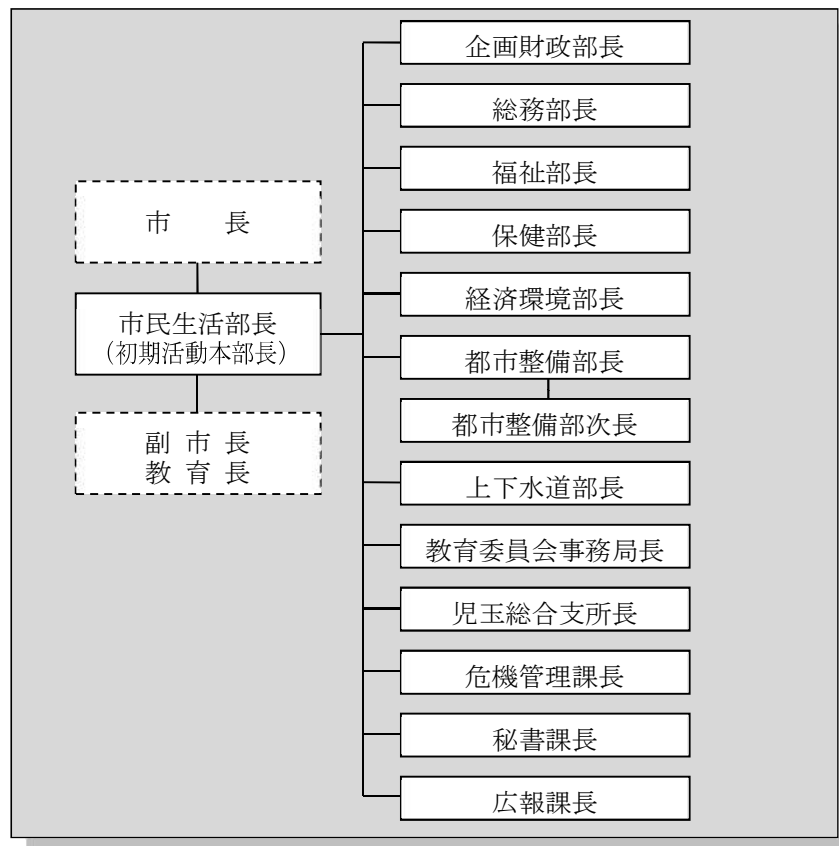 市　　長
市民生活部長
（初期活動本部長）
副 市 長
教 育 長
企画財政部長
総務部長
福祉部長
保健部長
経済環境部長
都市整備部長
都市整備部次長
上下水道部長
教育委員会事務局長
児玉総合支所長
危機管理課長
秘書課長
広報課長